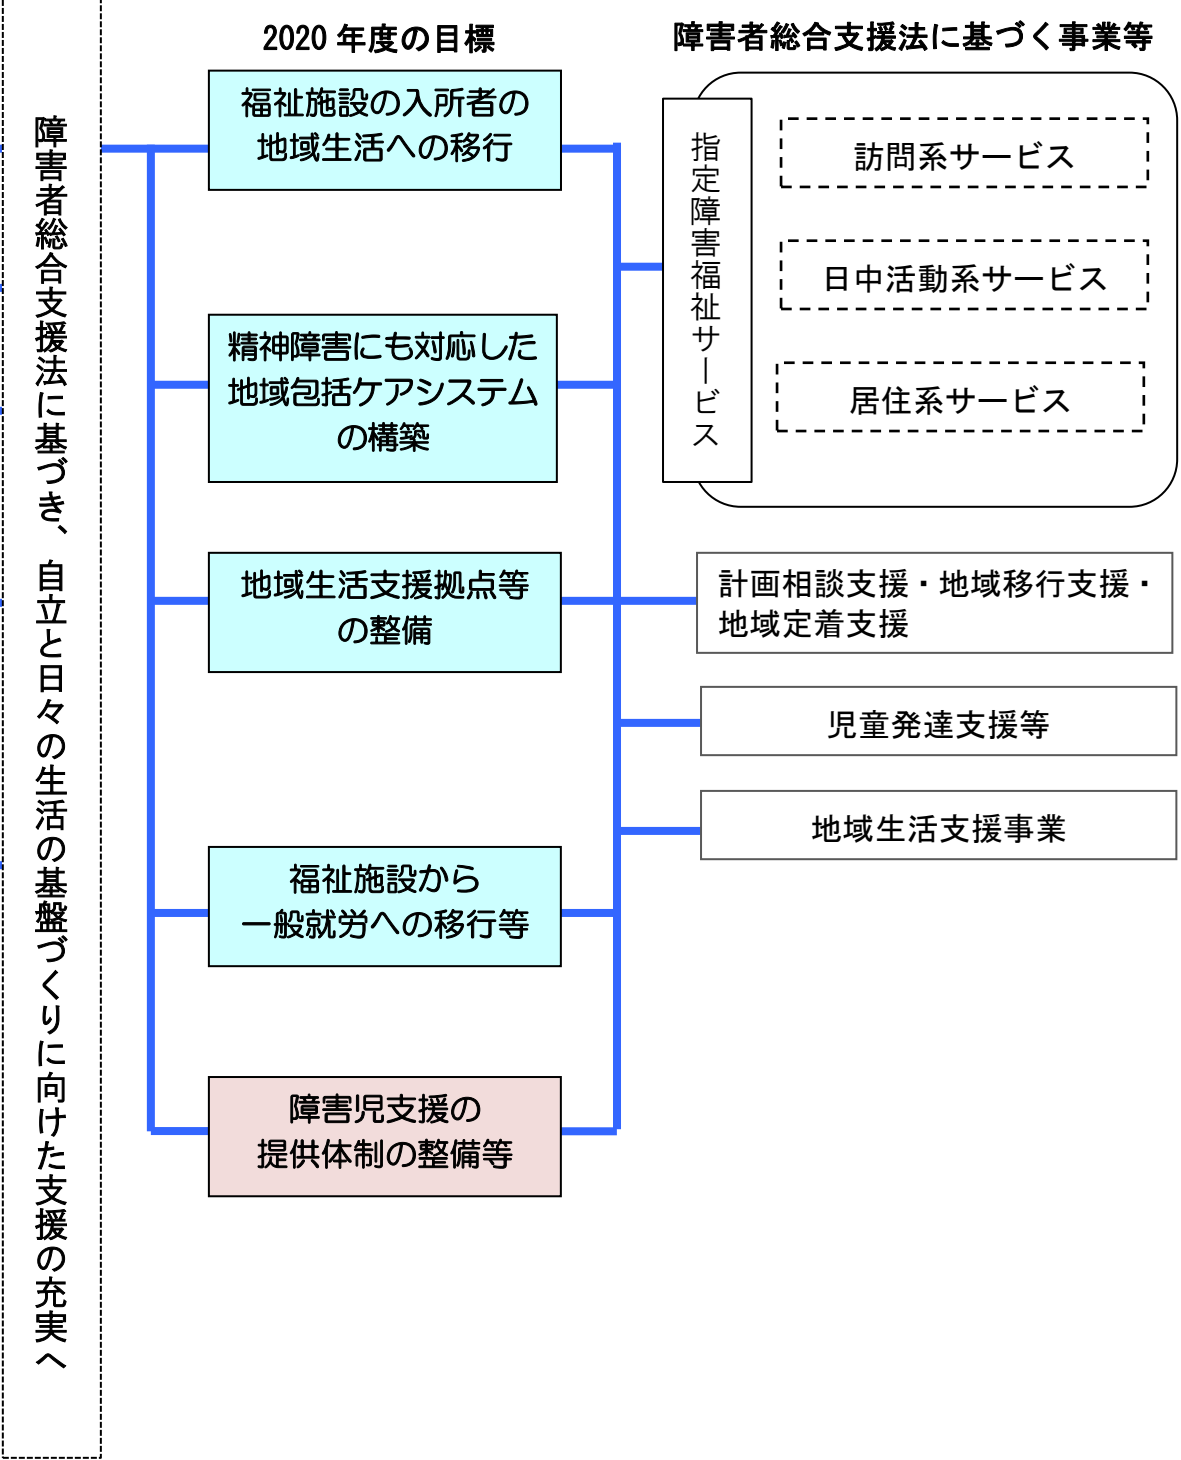 障害者総合支援法に基づき、自立と日々の生活の基盤づくりに向けた支援の充実へ
2020 年度の目標
福祉施設の入所者の
地域生活への移行
精神障害にも対応した
地域包括ケアシステム
の構築
地域生活支援拠点等
の整備
福祉施設から
一般就労への移行等
障害児支援の
提供体制の整備等
障害者総合支援法に基づく事業等
指定障害福祉サービス
訪問系サービス
日中活動系サービス
居住系サービス
計画相談支援・地域移行支援・
地域定着支援
児童発達支援等
地域生活支援事業